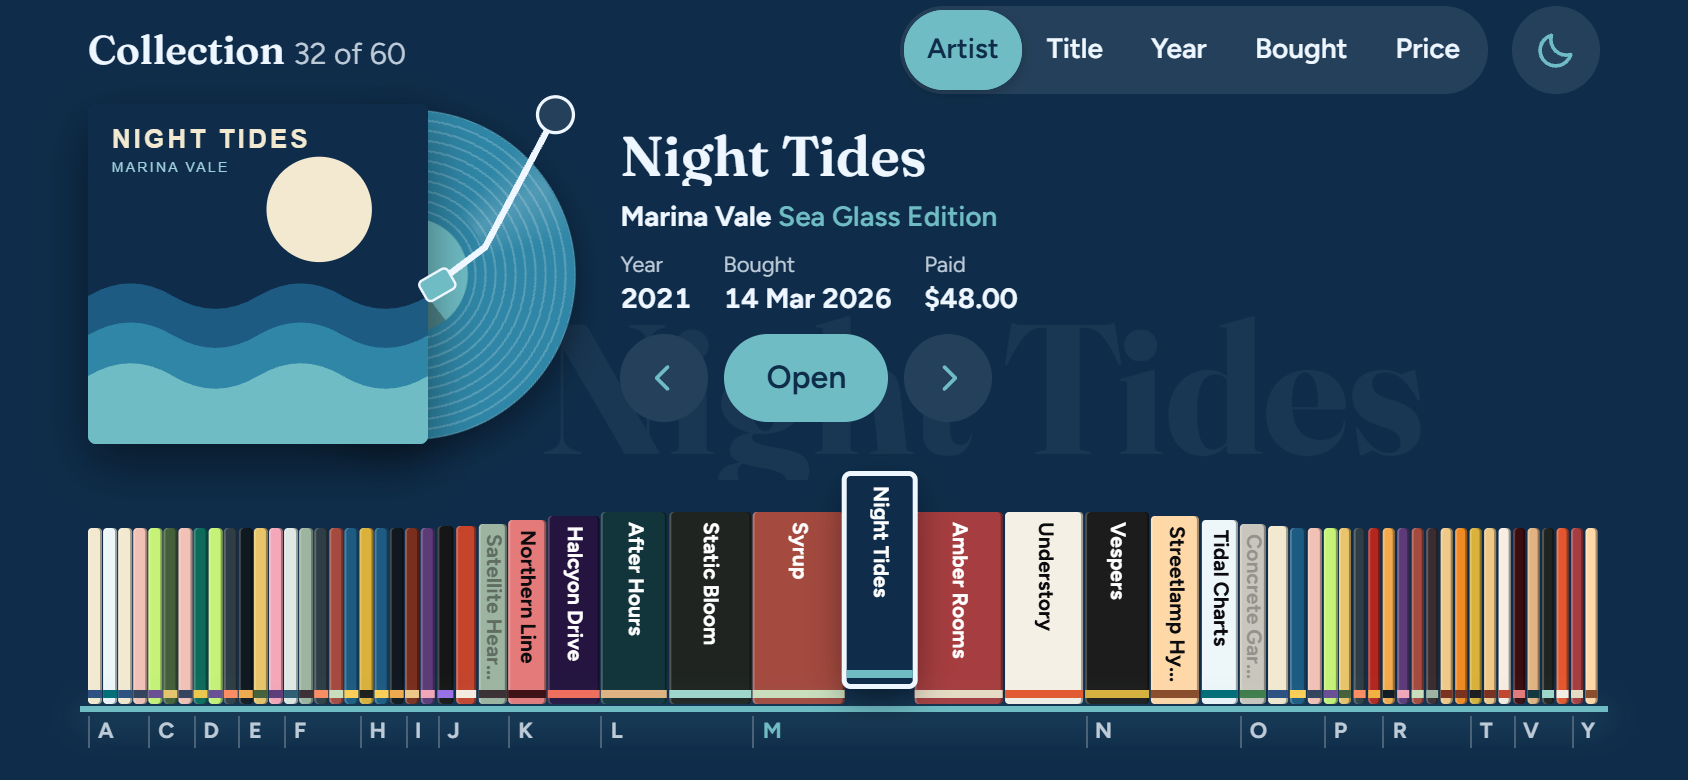 Collection 32 of 60
Artist Title Year Bought Price
NIGHT TIDES
MARINA VALE
Night Tides
Marina Vale Sea Glass Edition
Year Bought Paid
2021 14 Mar 2026 $48.00
Night Tides
Open
Satellite Hear...
Northern Line
Halcyon Drive
After Hours
Static Bloom
Syrup
Night Tides
Amber Rooms
Understory
Vespers
Streetlamp Hy...
Tidal Charts
Concrete Gar...
A C D E F H I J K L M N O P R T V Y